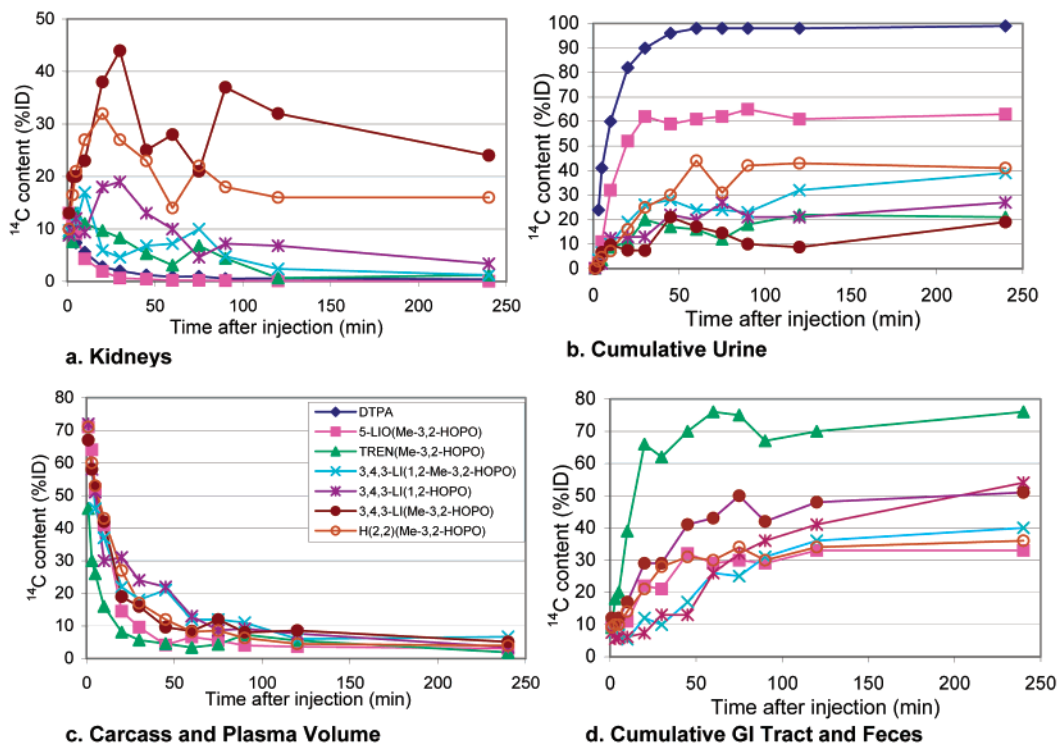 ¹⁴C content (%ID)
50
40
30
20
10
0
0 50 100 150 200 250
Time after injection (min)
a. Kidneys
¹⁴C content (%ID)
100
90
80
70
60
50
40
30
20
10
0
0 50 100 150 200 250
Time after injection (min)
b. Cumulative Urine
¹⁴C content (%ID)
80
70
60
50
40
30
20
10
0
0 50 100 150 200 250
Time after injection (min)
DTPA
5-LIO(Me-3,2-HOPO)
TREN(Me-3,2-HOPO)
3,4,3-LI(1,2-Me-3,2-HOPO)
3,4,3-LI(1,2-HOPO)
3,4,3-LI(Me-3,2-HOPO)
H(2,2)(Me-3,2-HOPO)
c. Carcass and Plasma Volume
¹⁴C content (%ID)
80
70
60
50
40
30
20
10
0
0 50 100 150 200 250
Time after injection (min)
d. Cumulative GI Tract and Feces